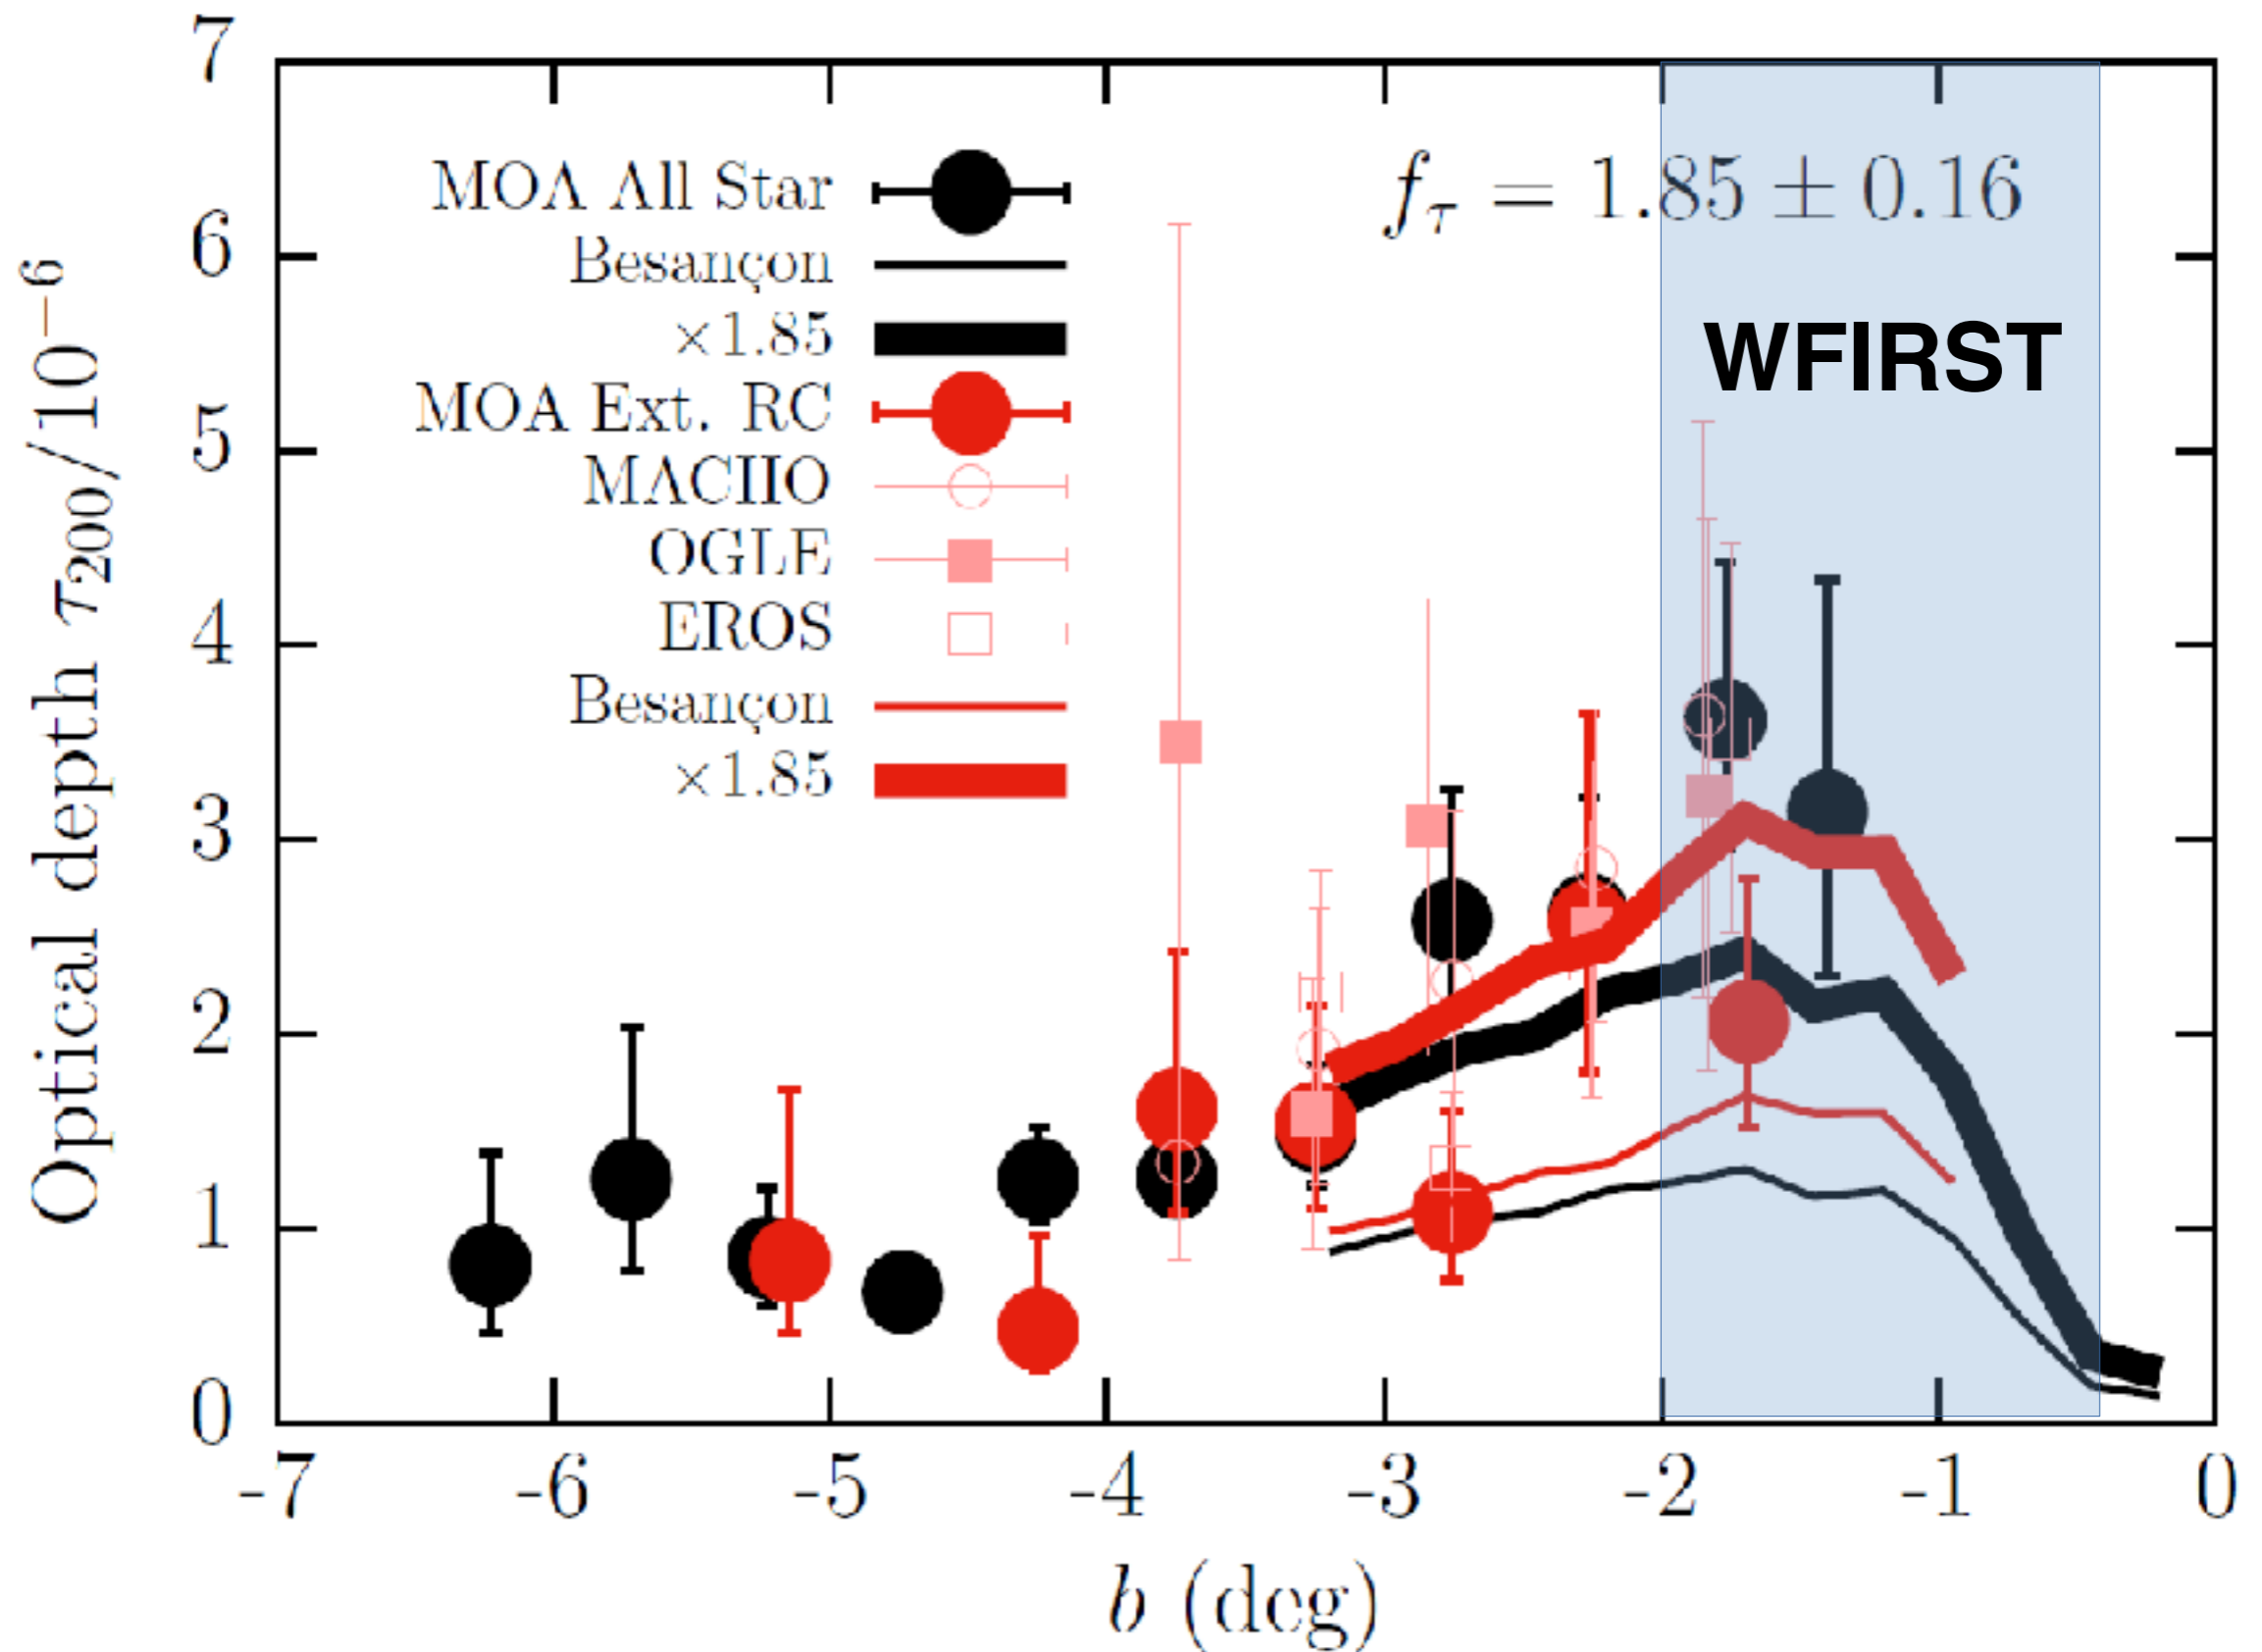 7
6
5
4
3
2
1
0
Optical depth τ200/10−6
MOA All Star
Besançon
×1.85
MOA Ext. RC
MACHO
OGLE
EROS
Besançon
×1.85
fτ = 1.85 ± 0.16
WFIRST
-7 -6 -5 -4 -3 -2 -1 0
b (deg)